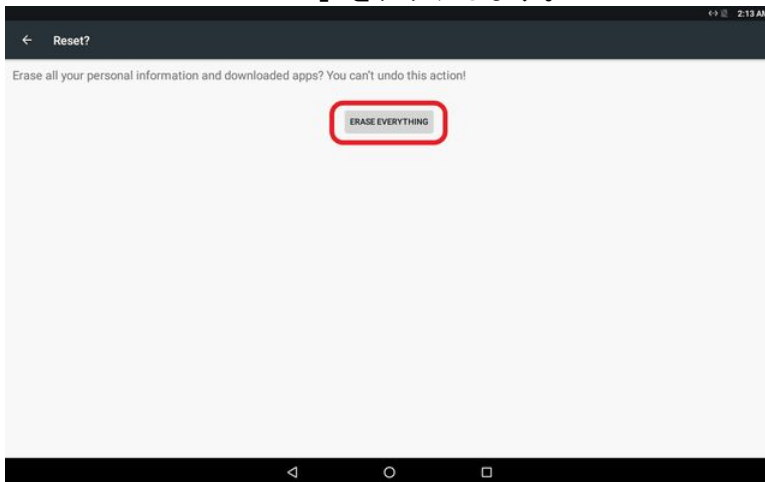 2:13 AM
Reset?
Erase all your personal information and downloaded apps? You can't undo this action!
ERASE EVERYTHING